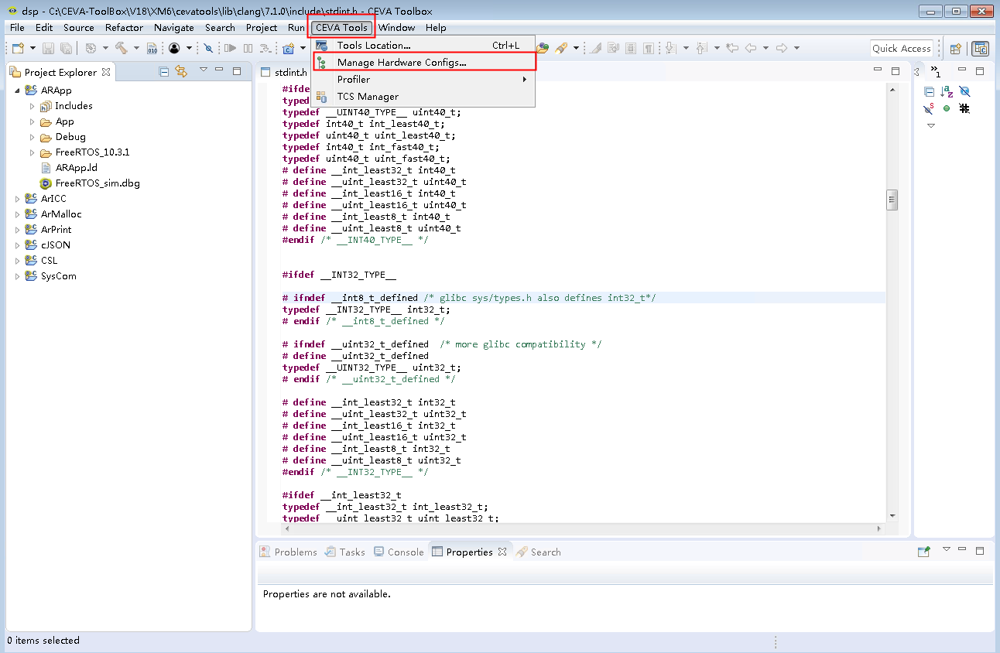 dsp - C:\CEVA-ToolBox\V18\XM6\cevatools\lib\clang\7.1.0\include\stdint.h - CEVA Toolbox
File Edit Source Refactor Navigate Search Project Run CEVA Tools Window Help
Tools Location... Ctrl+L
Manage Hardware Configs...
Profiler
TCS Manager
Quick Access
Project Explorer
ARApp
Includes
App
Debug
FreeRTOS_10.3.1
ARApp.ld
FreeRTOS_sim.dbg
ArICC
ArMalloc
ArPrint
cJSON
CSL
SysCom
stdint.h
#ifde
typed
typedef __UINT40_TYPE__ uint40_t;
typedef int40_t int_least40_t;
typedef uint40_t uint_least40_t;
typedef int40_t int_fast40_t;
typedef uint40_t uint_fast40_t;
# define __int_least32_t int40_t
# define __uint_least32_t uint40_t
# define __int_least16_t int40_t
# define __uint_least16_t uint40_t
# define __int_least8_t int40_t
# define __uint_least8_t uint40_t
#endif /* __INT40_TYPE__ */
#ifdef __INT32_TYPE__
# ifndef __int8_t_defined /* glibc sys/types.h also defines int32_t*/
typedef __INT32_TYPE__ int32_t;
# endif /* __int8_t_defined */
# ifndef __uint32_t_defined /* more glibc compatibility */
# define __uint32_t_defined
typedef __UINT32_TYPE__ uint32_t;
# endif /* __uint32_t_defined */
# define __int_least32_t int32_t
# define __uint_least32_t uint32_t
# define __int_least16_t int32_t
# define __uint_least16_t uint32_t
# define __int_least8_t int32_t
# define __uint_least8_t uint32_t
#endif /* __INT32_TYPE__ */
#ifdef __int_least32_t
typedef __int_least32_t int_least32_t;
typedef __uint_least32_t uint_least32_t;
»1
Problems Tasks Console Properties Search
Properties are not available.
0 items selected